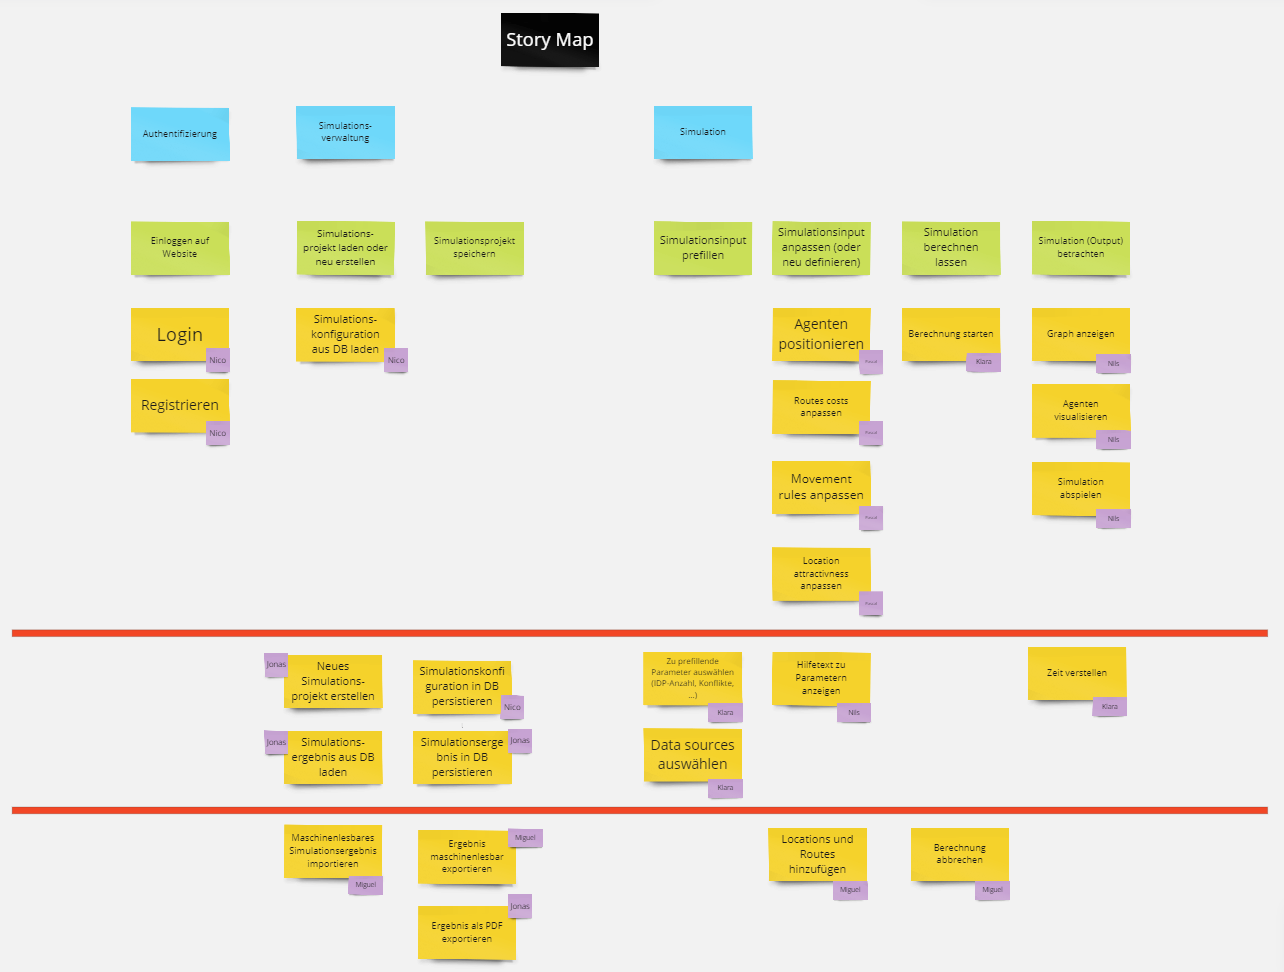 Story Map
Authentifizierung
Simulations-
verwaltung
Simulation
Einloggen auf
Website
Simulations-
projekt laden oder
neu erstellen
Simulationsprojekt
speichern
Simulationsinput
prefillen
Simulationsinput
anpassen (oder
neu definieren)
Simulation
berechnen
lassen
Simulation (Output)
betrachten
Login
Nico
Simulations-
konfiguration
aus DB laden
Nico
Agenten
positionieren
Berechnung starten
Klara
Graph anzeigen
Nils
Registrieren
Nico
Routes costs
anpassen
Agenten
visualisieren
Nils
Movement
rules anpassen
Simulation
abspielen
Nils
Location
attractivness
anpassen
Jonas
Neues
Simulations-
projekt erstellen
Simulationskonfi
guration in DB
persistieren
Nico
Zu prefillende
Parameter auswählen
(IDP-Anzahl, Konflikte,
...)
Klara
Hilfetext zu
Parametern
anzeigen
Nils
Zeit verstellen
Klara
Jonas
Simulations-
ergebnis aus DB
laden
Simulationserge
bnis in DB
persistieren
Jonas
Data sources
auswählen
Klara
Maschinenlesbares
Simulationsergebnis
importieren
Miguel
Ergebnis
maschinenlesbar
exportieren
Miguel
Locations und
Routes
hinzufügen
Miguel
Berechnung
abbrechen
Miguel
Ergebnis als PDF
exportieren
Jonas